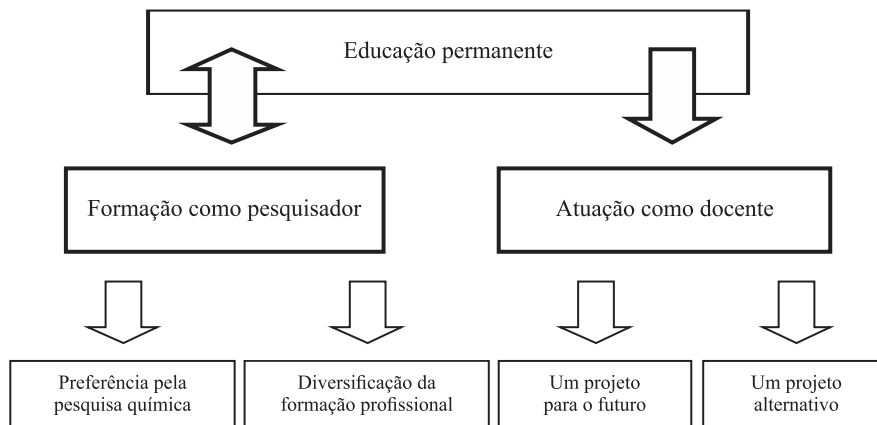 Educação permanente
Formação como pesquisador
Atuação como docente
Preferência pela
pesquisa química
Diversificação da
formação profissional
Um projeto
para o futuro
Um projeto
alternativo